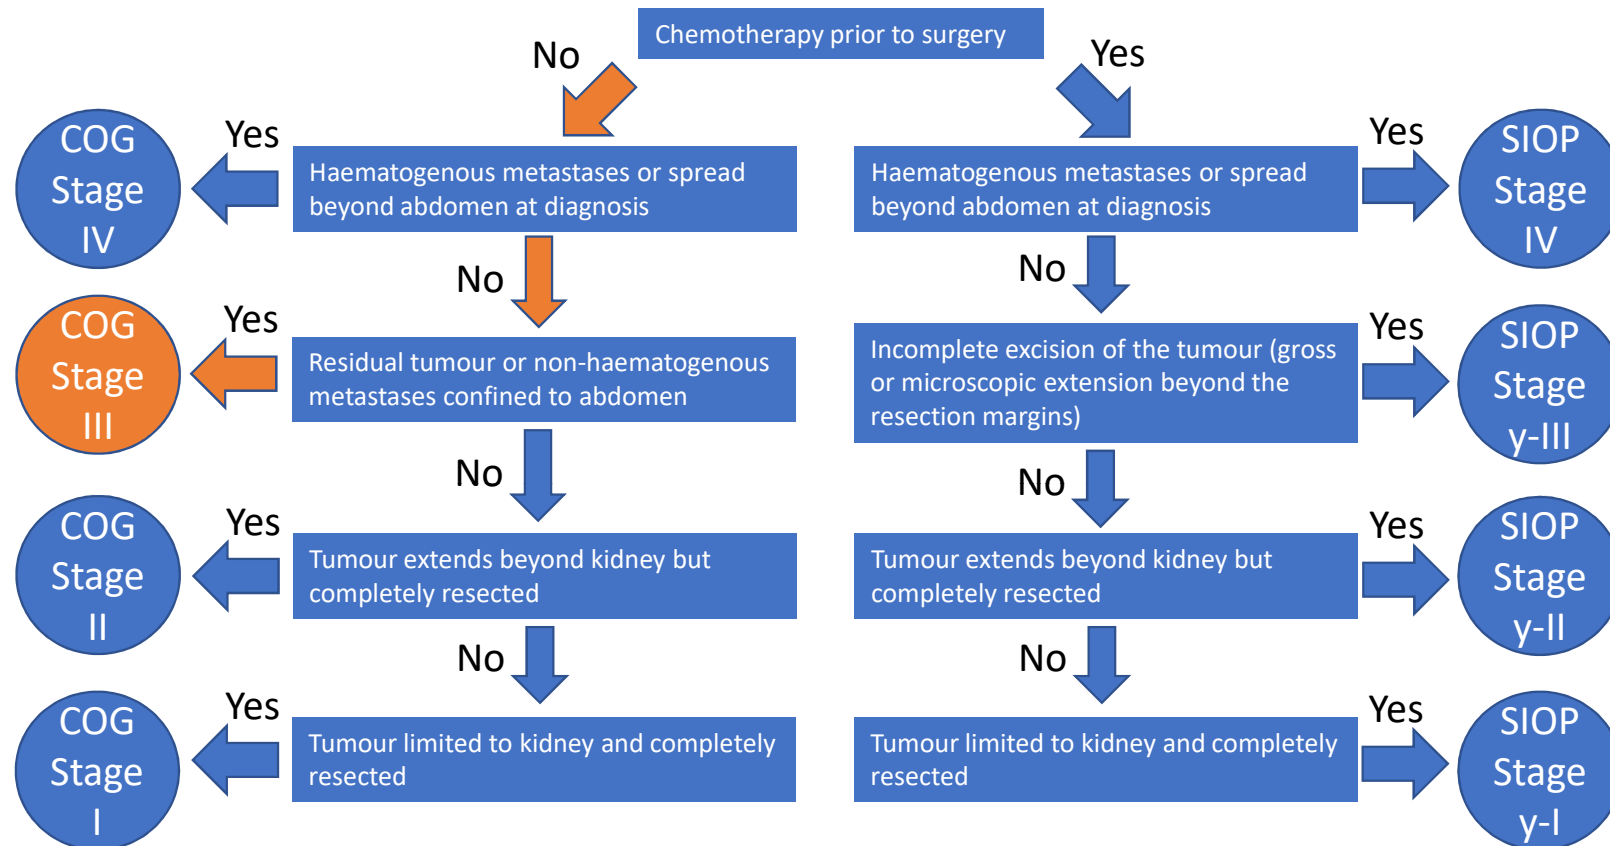 Chemotherapy prior to surgery
No
Yes
COG
Stage
IV
Yes
Haematogenous metastases or spread
beyond abdomen at diagnosis
Haematogenous metastases or spread
beyond abdomen at diagnosis
Yes
SIOP
Stage
IV
No
No
COG
Stage
III
Yes
Residual tumour or non-haematogenous
metastases confined to abdomen
Incomplete excision of the tumour (gross
or microscopic extension beyond the
resection margins)
Yes
SIOP
Stage
y-III
No
No
COG
Stage
II
Yes
Tumour extends beyond kidney but
completely resected
Tumour extends beyond kidney but
completely resected
Yes
SIOP
Stage
y-II
No
No
COG
Stage
I
Yes
Tumour limited to kidney and completely
resected
Tumour limited to kidney and completely
resected
Yes
SIOP
Stage
y-I